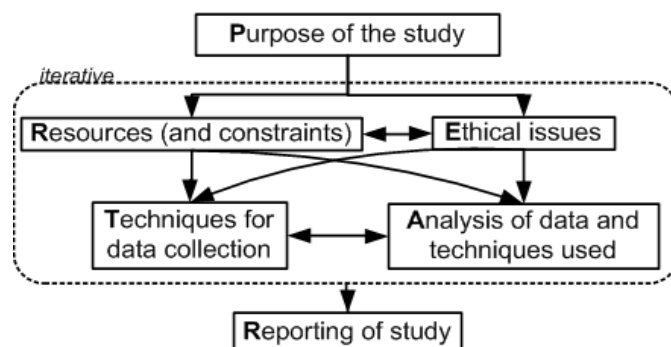 Purpose of the study
iterative
Resources (and constraints)
Ethical issues
Techniques for
data collection
Analysis of data and
techniques used
Reporting of study